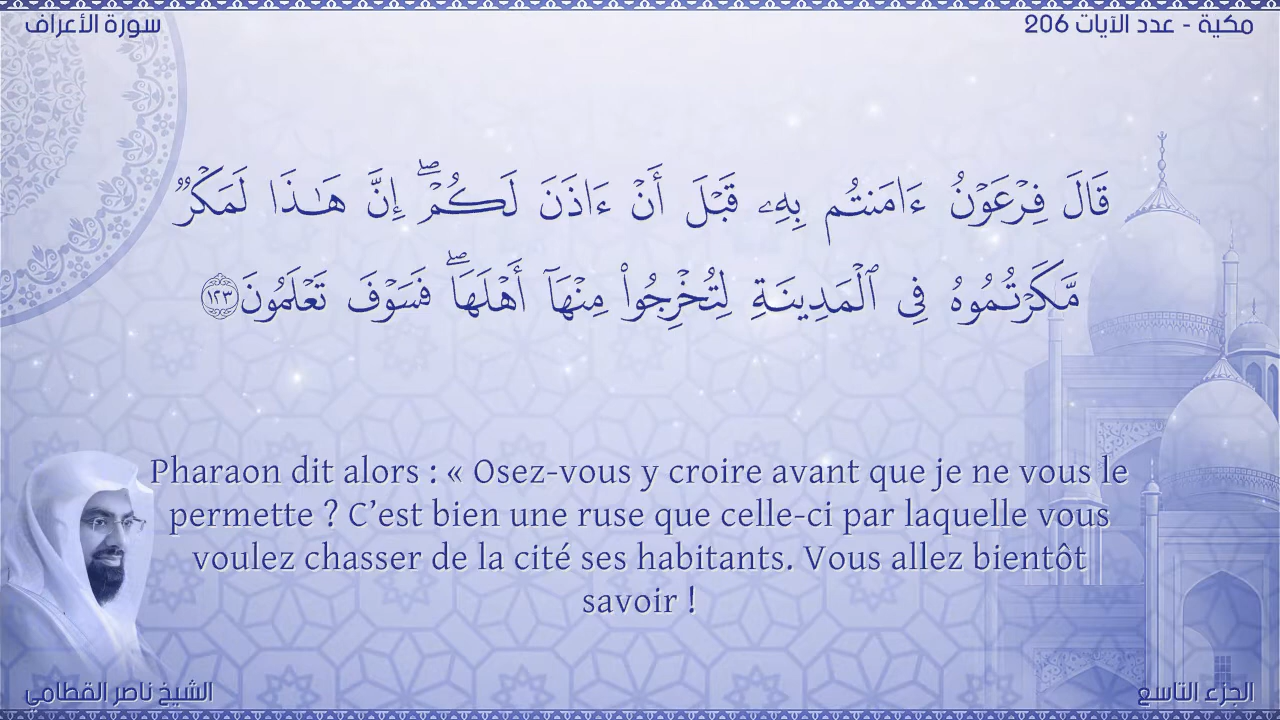 سورة الأعراف
مكية - عدد الآيات 206
قَالَ فِرْعَوْنُ ءَامَنتُم بِهِۦ قَبْلَ أَنْ ءَاذَنَ لَكُمْ ۖ إِنَّ هَـٰذَا لَمَكْرٌۭ
مَّكَرْتُمُوهُ فِى ٱلْمَدِينَةِ لِتُخْرِجُوا۟ مِنْهَآ أَهْلَهَا ۖ فَسَوْفَ تَعْلَمُونَ ١٢٣
Pharaon dit alors : « Osez-vous y croire avant que je ne vous le
permette ? C’est bien une ruse que celle-ci par laquelle vous
voulez chasser de la cité ses habitants. Vous allez bientôt
savoir !
الشيخ ناصر القطامي
الجزء التاسع